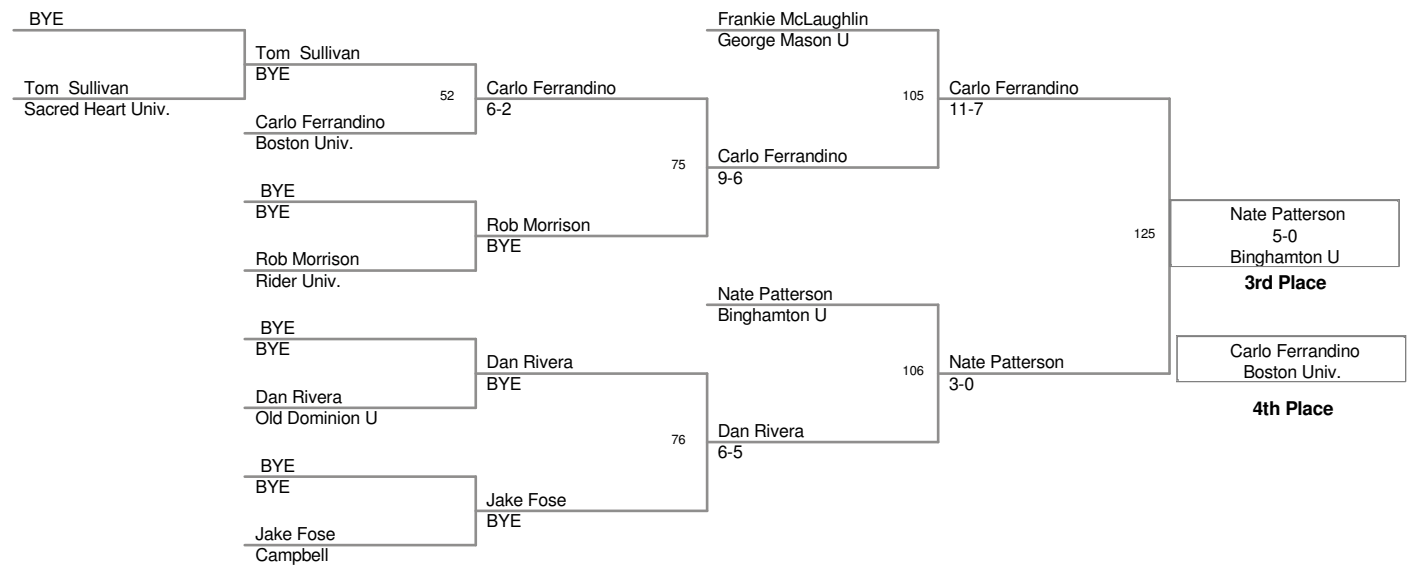 BYE
Tom  Sullivan
Sacred Heart Univ.
Tom  Sullivan
BYE
52
Carlo Ferrandino
Boston Univ.
BYE
BYE
Rob Morrison
Rider Univ.
BYE
BYE
Dan Rivera
Old Dominion U
BYE
BYE
Jake Fose
Campbell
Carlo Ferrandino
6-2
75
Rob Morrison
BYE
Dan Rivera
BYE
76
Jake Fose
BYE
Frankie McLaughlin
George Mason U
105
Carlo Ferrandino
9-6
Nate Patterson
Binghamton U
106
Dan Rivera
6-5
Carlo Ferrandino
11-7
125
Nate Patterson
3-0
Nate Patterson
5-0
Binghamton U
3rd Place
Carlo Ferrandino
Boston Univ.
4th Place